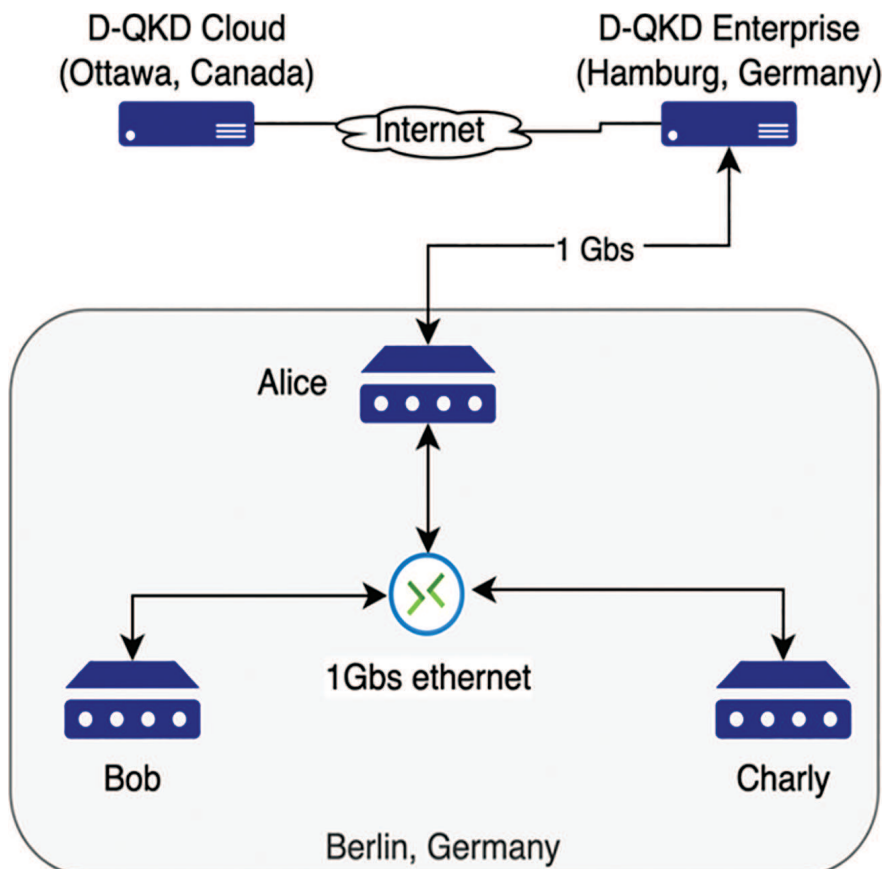 D-QKD Cloud
(Ottawa, Canada)
D-QKD Enterprise
(Hamburg, Germany)
Internet
1 Gbs
Alice
1Gbs ethernet
Bob
Charly
Berlin, Germany